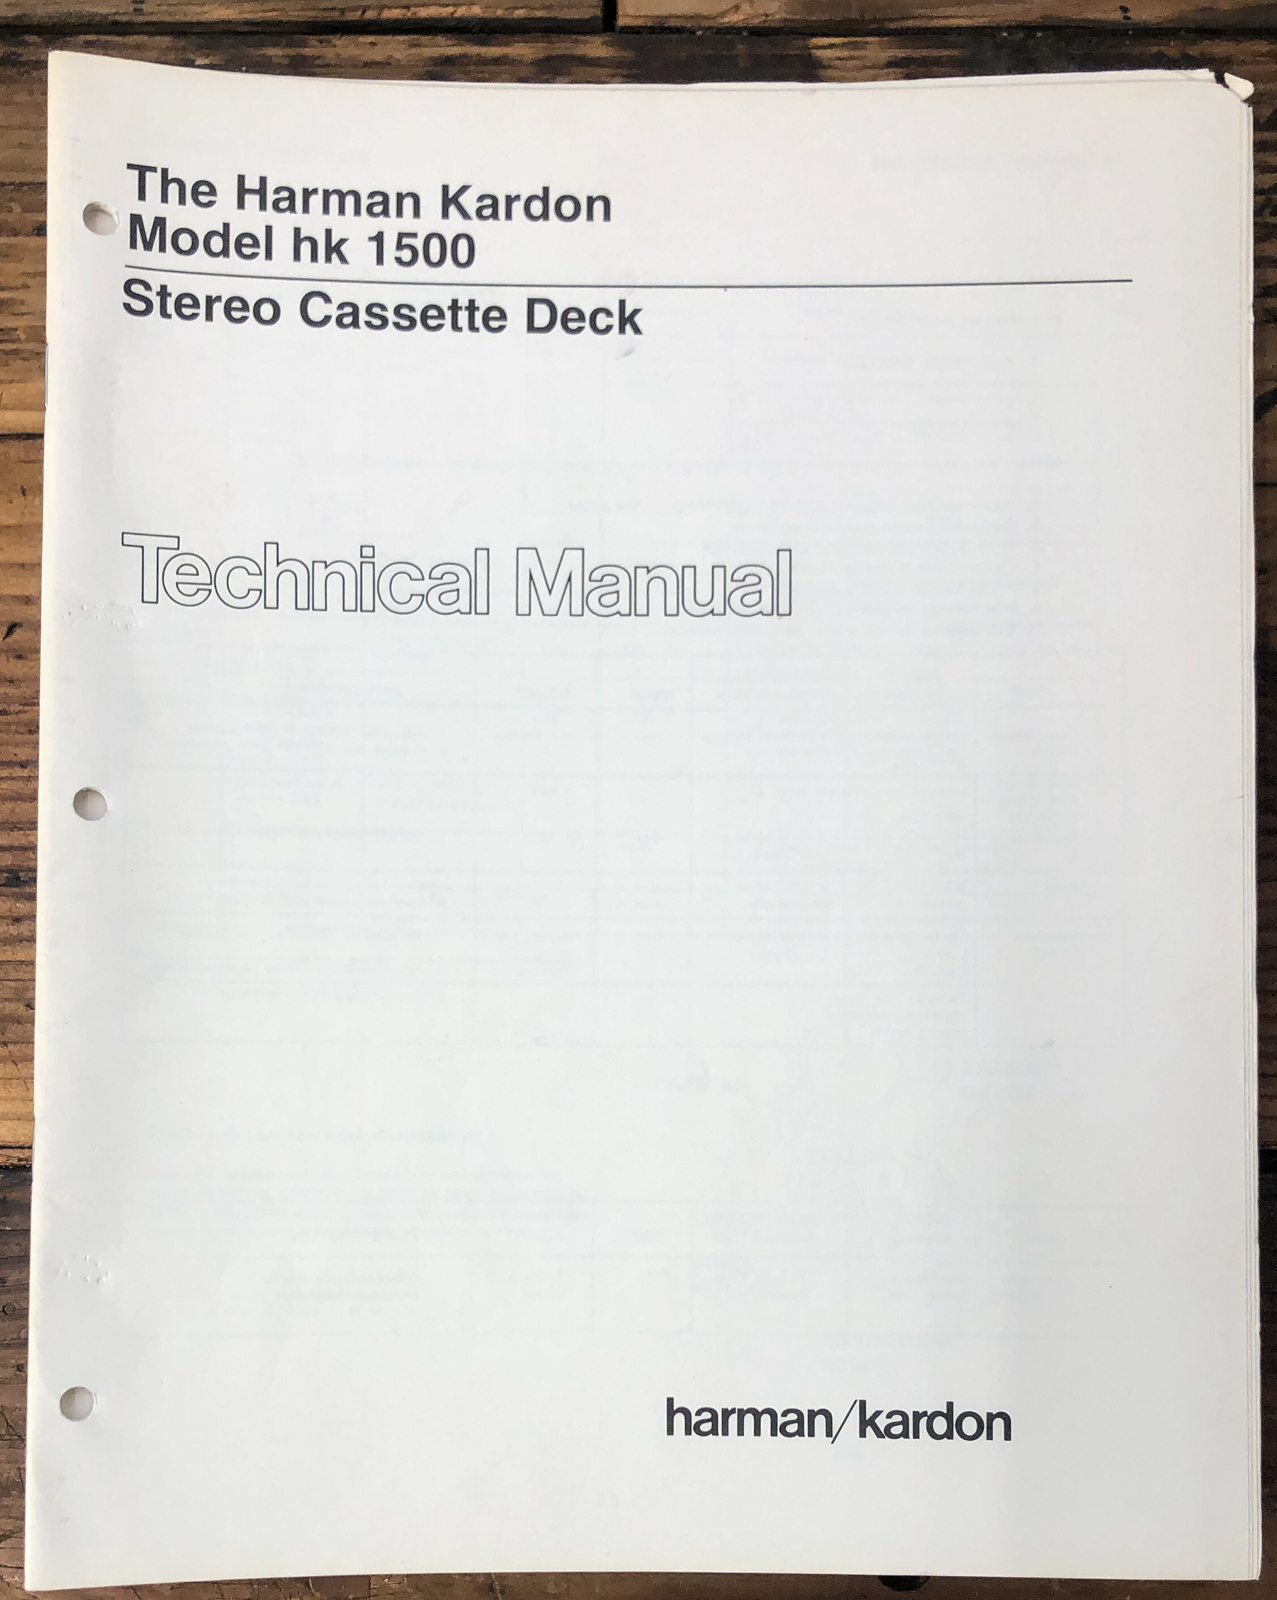 The Harman Kardon
Model hk 1500
Stereo Cassette Deck
Technical Manual
harman/kardon